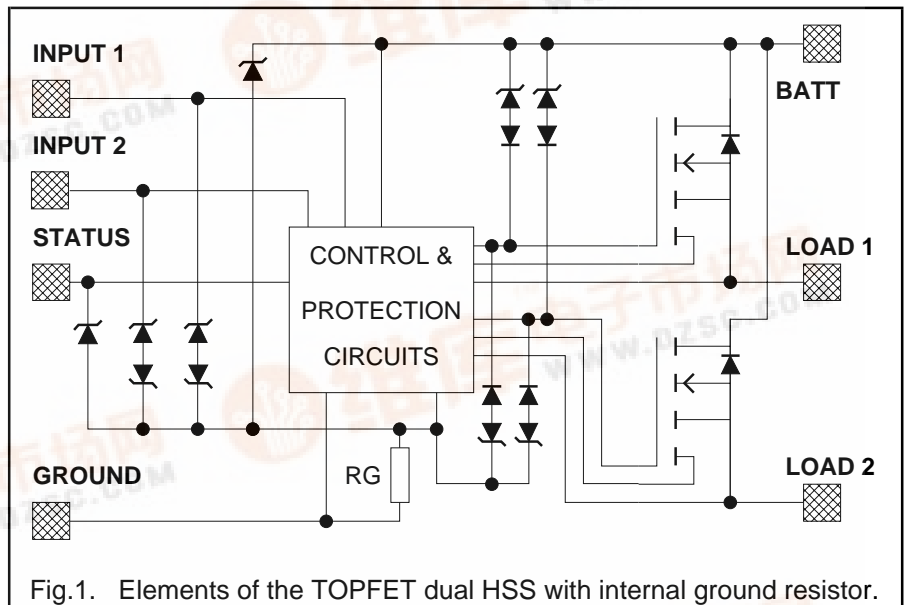 INPUT 1
BATT
INPUT 2
STATUS
CONTROL &
PROTECTION
CIRCUITS
LOAD 1
GROUND
RG
LOAD 2
Fig.1. Elements of the TOPFET dual HSS with internal ground resistor.